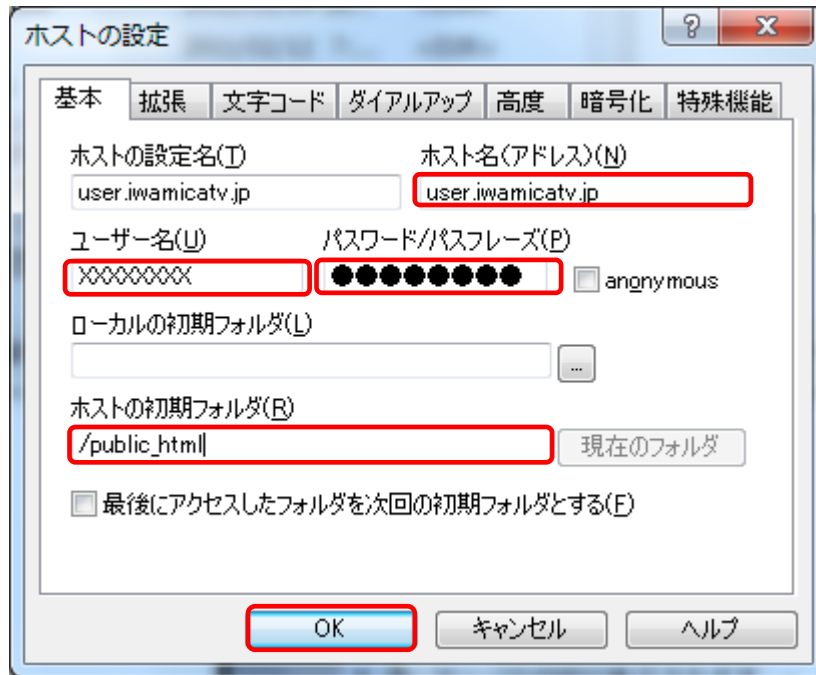 ホストの設定
基本 拡張 文字コード ダイアルアップ 高度 暗号化 特殊機能
ホストの設定名(T) ホスト名(アドレス)(N)
user.iwamicatv.jp user.iwamicatv.jp
ユーザー名(U) パスワード/パスフレーズ(P)
XXXXXXXX ●●●●●●●● anonymous
ローカルの初期フォルダ(L)
...
ホストの初期フォルダ(R)
/public_html 現在のフォルダ
最後にアクセスしたフォルダを次回の初期フォルダとする(F)
OK キャンセル ヘルプ